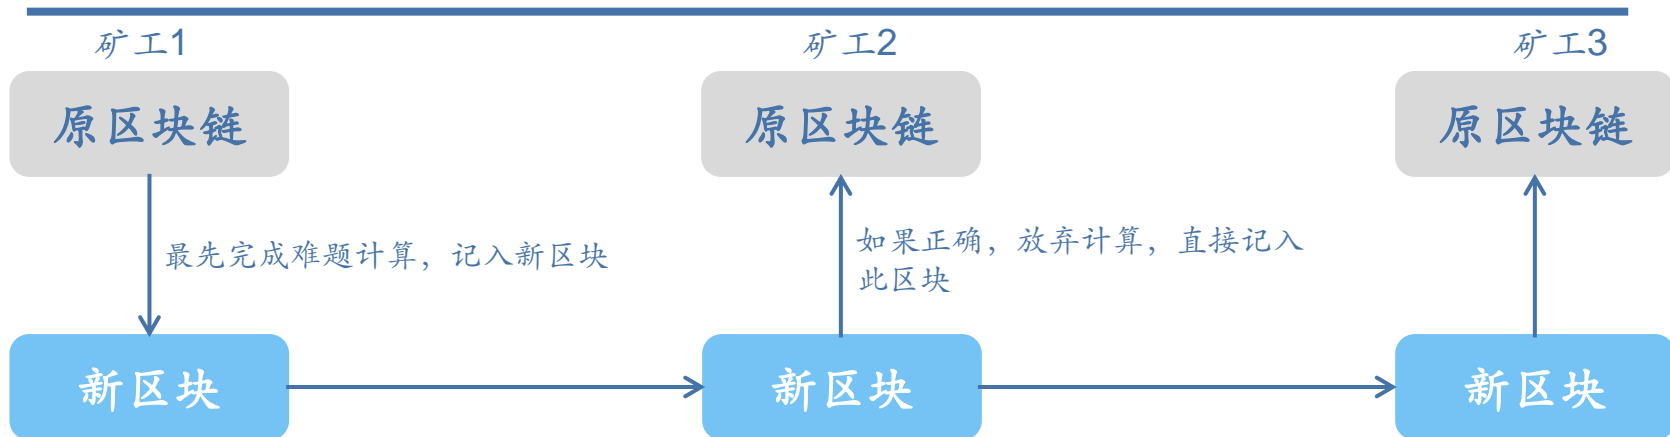 矿工1
矿工2
矿工3
原区块链
原区块链
原区块链
最先完成难题计算，记入新区块
如果正确，放弃计算，直接记入
此区块
新区块
新区块
新区块